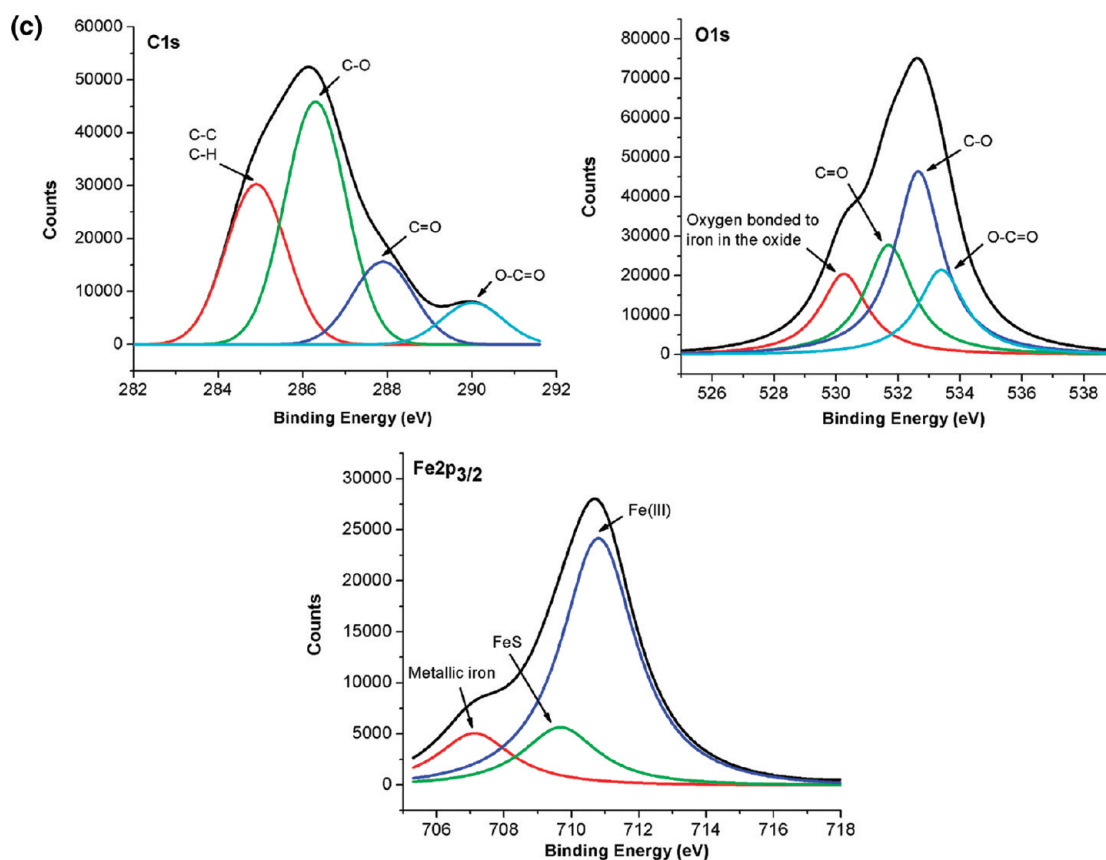 (c)
C1s
60000
50000
40000
30000
20000
10000
0
Counts
C-O
C-C
C-H
C=O
O-C=O
282
284
286
288
290
292
Binding Energy (eV)
O1s
80000
70000
60000
50000
40000
30000
20000
10000
0
Counts
C-O
C=O
Oxygen bonded to
iron in the oxide
O-C=O
526
528
530
532
534
536
538
Binding Energy (eV)
Fe2p3/2
30000
25000
20000
15000
10000
5000
0
Counts
Fe(III)
FeS
Metallic iron
706
708
710
712
714
716
718
Binding Energy (eV)